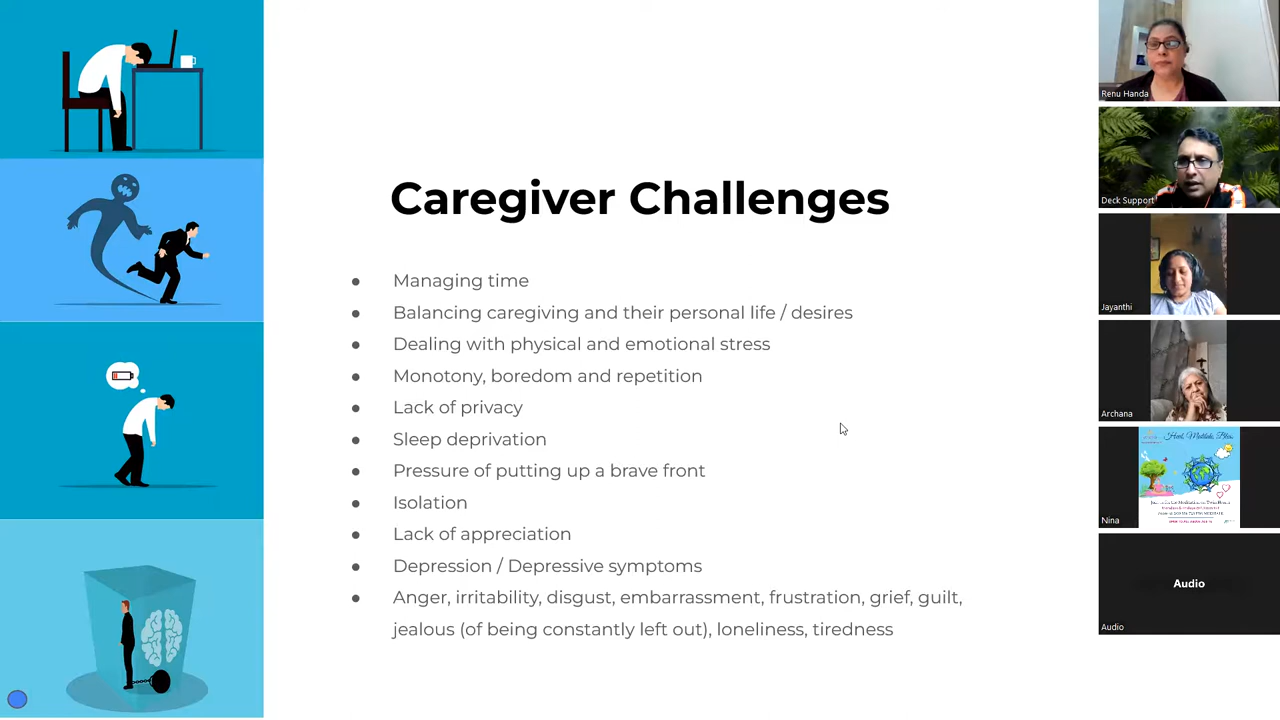 Caregiver Challenges
● Managing time
● Balancing caregiving and their personal life / desires
● Dealing with physical and emotional stress
● Monotony, boredom and repetition
● Lack of privacy
● Sleep deprivation
● Pressure of putting up a brave front
● Isolation
● Lack of appreciation
● Depression / Depressive symptoms
● Anger, irritability, disgust, embarrassment, frustration, grief, guilt,
jealous (of being constantly left out), loneliness, tiredness
Renu Handa
Deck Support
Jayanthi
Archana
Heal, Meditate, Bless
Nina
Audio
Audio